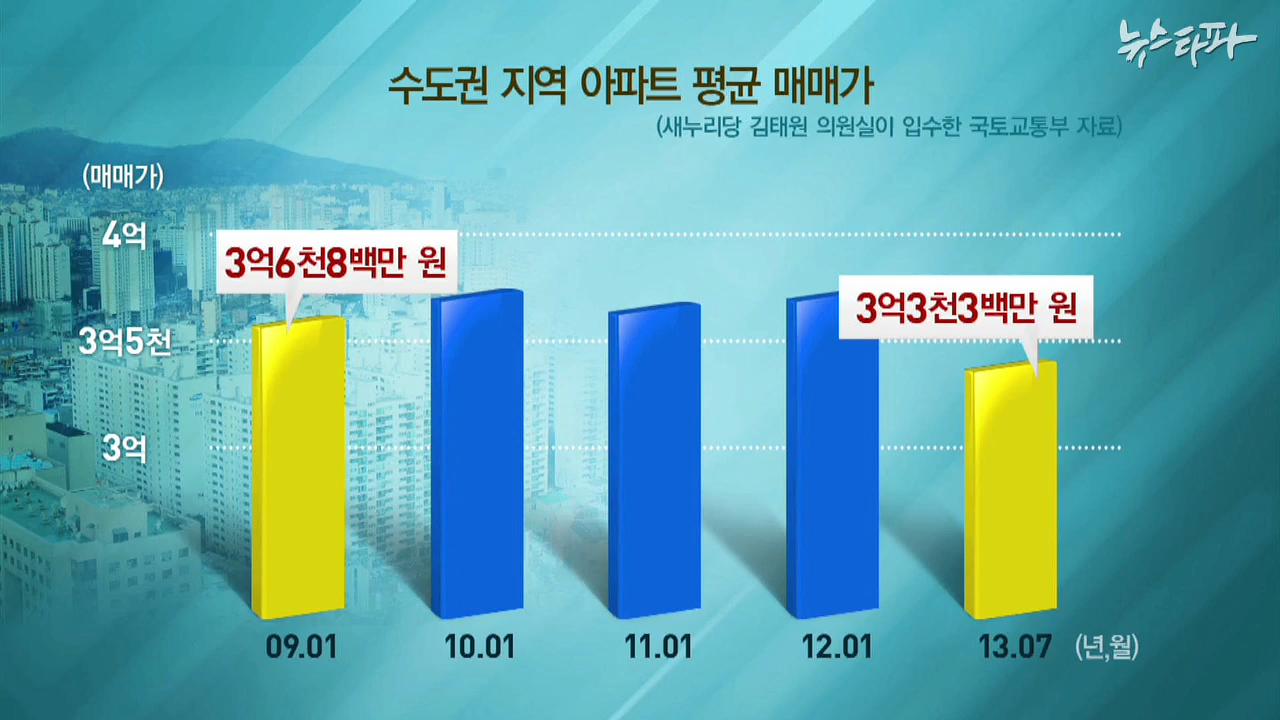 뉴스타파
수도권 지역 아파트 평균 매매가
(새누리당 김태원 의원실이 입수한 국토교통부 자료)
(매매가)
4억
3억6천8백만 원
3억3천3백만 원
3억5천
3억
09.01 10.01 11.01 12.01 13.07 (년,월)